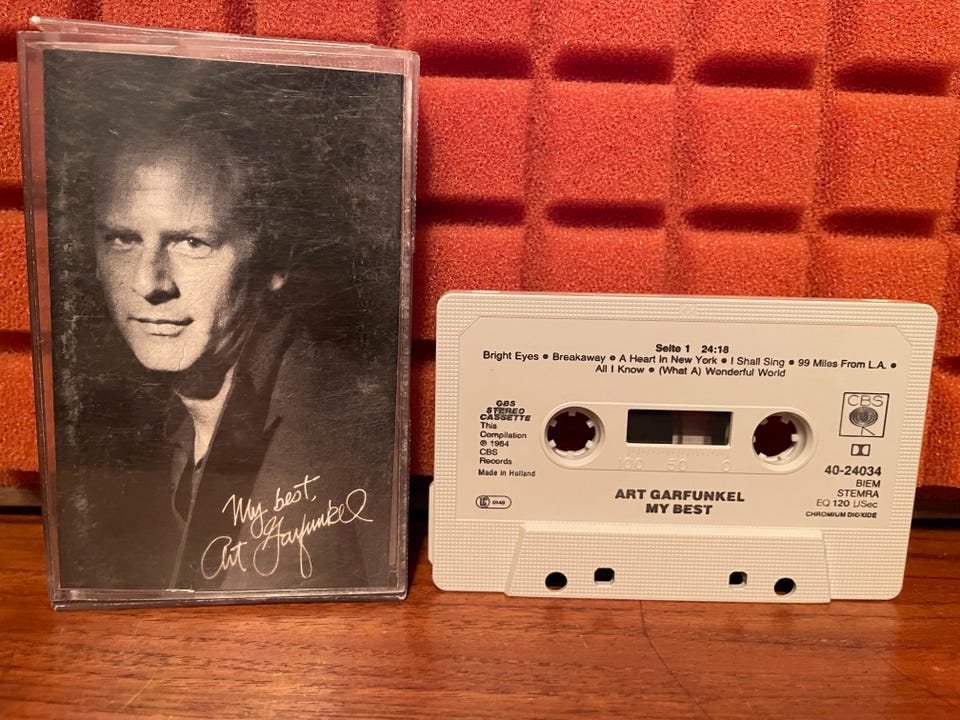 My best,
Art Garfunkel
Seite 1 24:18
Bright Eyes • Breakaway • A Heart In New York • I Shall Sing • 99 Miles From L.A. •
All I Know • (What A) Wonderful World
CBS
STEREO
CASSETTE
This
Compilation
℗ 1984
CBS
Records
Made in Holland
100 50 0
CBS
40-24034
BIEM
STEMRA
EQ 120 µSec
CHROMIUM DIOXIDE
LC 0149
ART GARFUNKEL
MY BEST